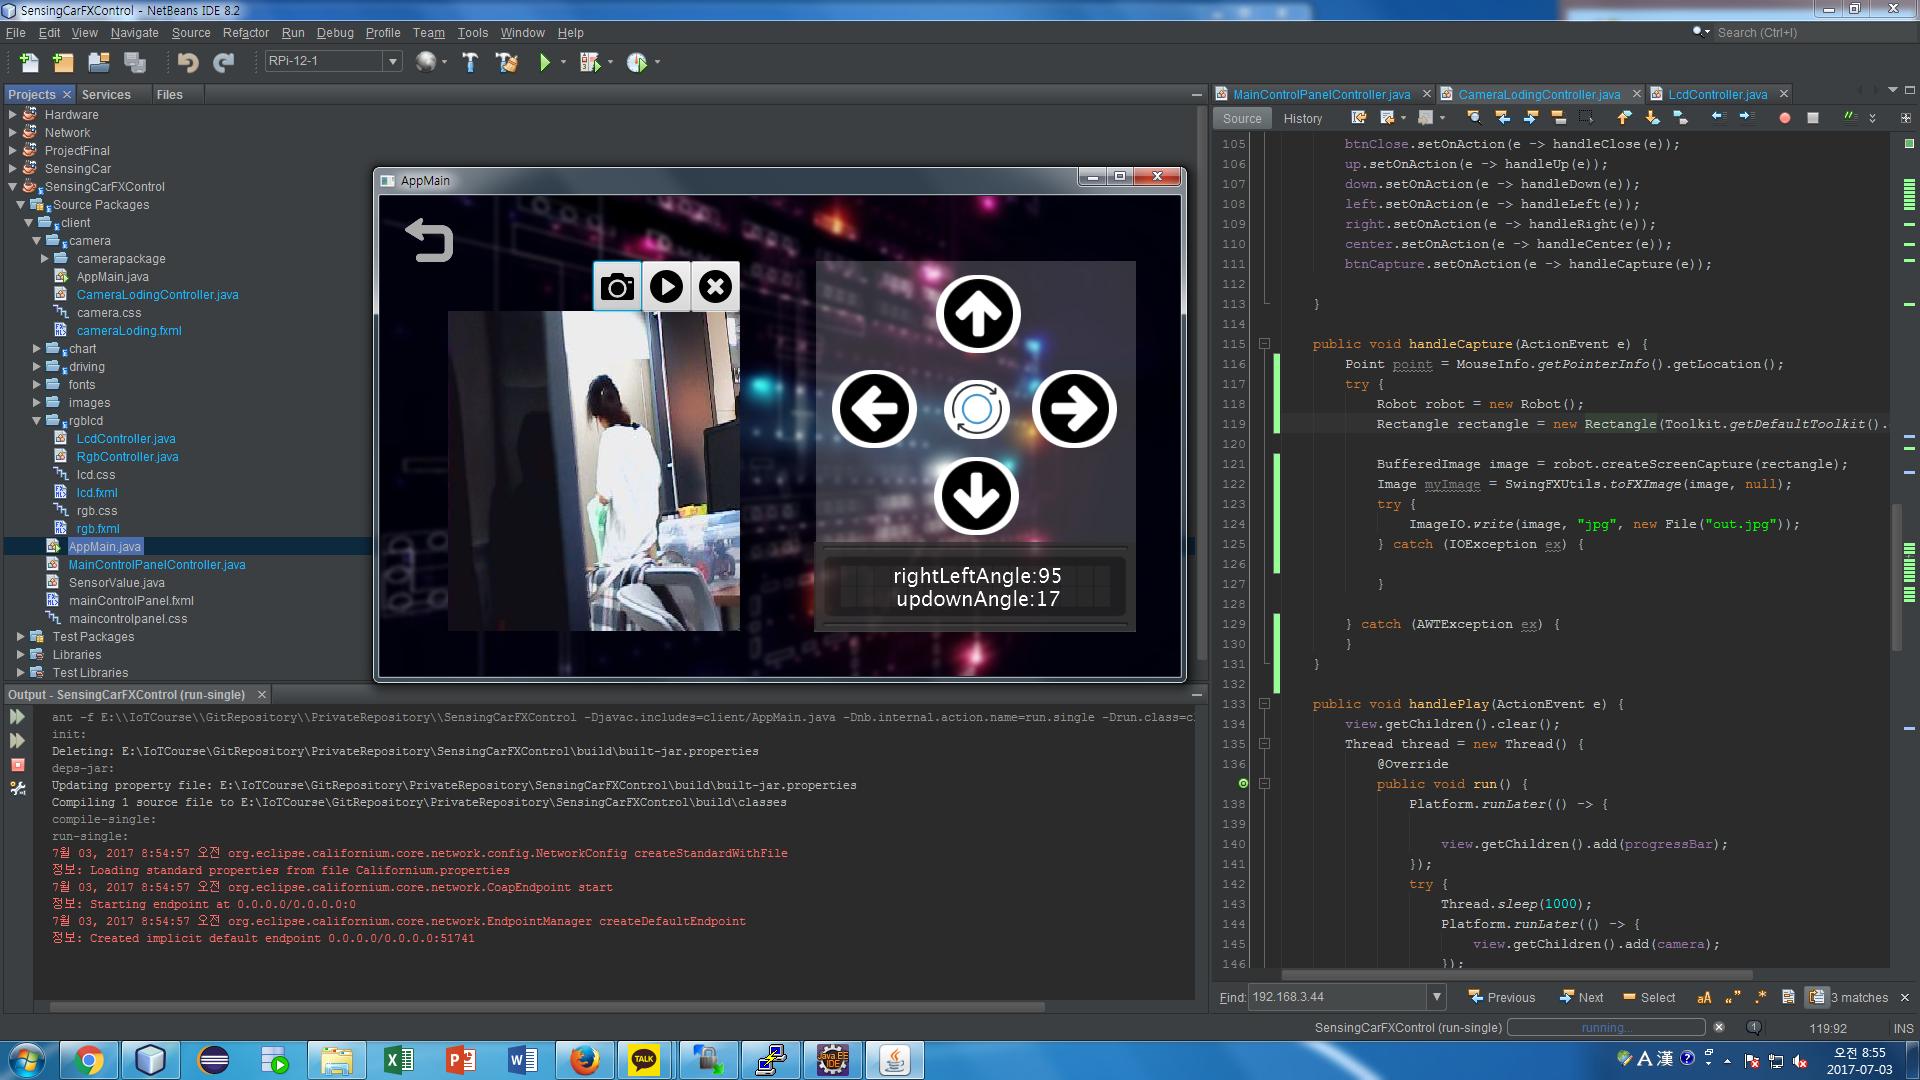 SensingCarFXControl - NetBeans IDE 8.2
File Edit View Navigate Source Refactor Run Debug Profile Team Tools Window Help
Search (Ctrl+I)
RPi-12-1
Projects Services Files
Hardware
Network
ProjectFinal
SensingCar
SensingCarFXControl
Source Packages
client
camera
camerapackage
AppMain.java
CameraLodingController.java
camera.css
cameraLoding.fxml
chart
driving
fonts
images
rgblcd
LcdController.java
RgbController.java
lcd.css
lcd.fxml
rgb.css
rgb.fxml
AppMain.java
MainControlPanelController.java
SensorValue.java
mainControlPanel.fxml
maincontrolpanel.css
Test Packages
Libraries
Test Libraries
AppMain
rightLeftAngle:95
updownAngle:17
MainControlPanelController.java CameraLodingController.java LcdController.java
Source History
105 btnClose.setOnAction(e -> handleClose(e));
106 up.setOnAction(e -> handleUp(e));
107 down.setOnAction(e -> handleDown(e));
108 left.setOnAction(e -> handleLeft(e));
109 right.setOnAction(e -> handleRight(e));
110 center.setOnAction(e -> handleCenter(e));
111 btnCapture.setOnAction(e -> handleCapture(e));
112
113 }
114
115 public void handleCapture(ActionEvent e) {
116 Point point = MouseInfo.getPointerInfo().getLocation();
117 try {
118 Robot robot = new Robot();
119 Rectangle rectangle = new Rectangle(Toolkit.getDefaultToolkit().
120
121 BufferedImage image = robot.createScreenCapture(rectangle);
122 Image myImage = SwingFXUtils.toFXImage(image, null);
123 try {
124 ImageIO.write(image, "jpg", new File("out.jpg"));
125 } catch (IOException ex) {
126
127 }
128
129 } catch (AWTException ex) {
130 }
131 }
132
133 public void handlePlay(ActionEvent e) {
134 view.getChildren().clear();
135 Thread thread = new Thread() {
136 @Override
public void run() {
138 Platform.runLater(() -> {
139
140 view.getChildren().add(progressBar);
141 });
142 try {
143 Thread.sleep(1000);
144 Platform.runLater(() -> {
145 view.getChildren().add(camera);
146 });
Find: 192.168.3.44 Previous Next Select aA 3 matches
Output - SensingCarFXControl (run-single)
ant -f E:\\IoTCourse\\GitRepository\\PrivateRepository\\SensingCarFXControl -Djavac.includes=client/AppMain.java -Dnb.internal.action.name=run.single -Drun.class=c
init:
Deleting: E:\IoTCourse\GitRepository\PrivateRepository\SensingCarFXControl\build\built-jar.properties
deps-jar:
Updating property file: E:\IoTCourse\GitRepository\PrivateRepository\SensingCarFXControl\build\built-jar.properties
Compiling 1 source file to E:\IoTCourse\GitRepository\PrivateRepository\SensingCarFXControl\build\classes
compile-single:
run-single:
7월 03, 2017 8:54:57 오전 org.eclipse.californium.core.network.config.NetworkConfig createStandardWithFile
정보: Loading standard properties from file Californium.properties
7월 03, 2017 8:54:57 오전 org.eclipse.californium.core.network.CoapEndpoint start
정보: Starting endpoint at 0.0.0.0/0.0.0.0:0
7월 03, 2017 8:54:57 오전 org.eclipse.californium.core.network.EndpointManager createDefaultEndpoint
정보: Created implicit default endpoint 0.0.0.0/0.0.0.0:51741
SensingCarFXControl (run-single) running... 1 119:92 INS
TALK
Java EE IDE
A 漢
오전 8:55
2017-07-03